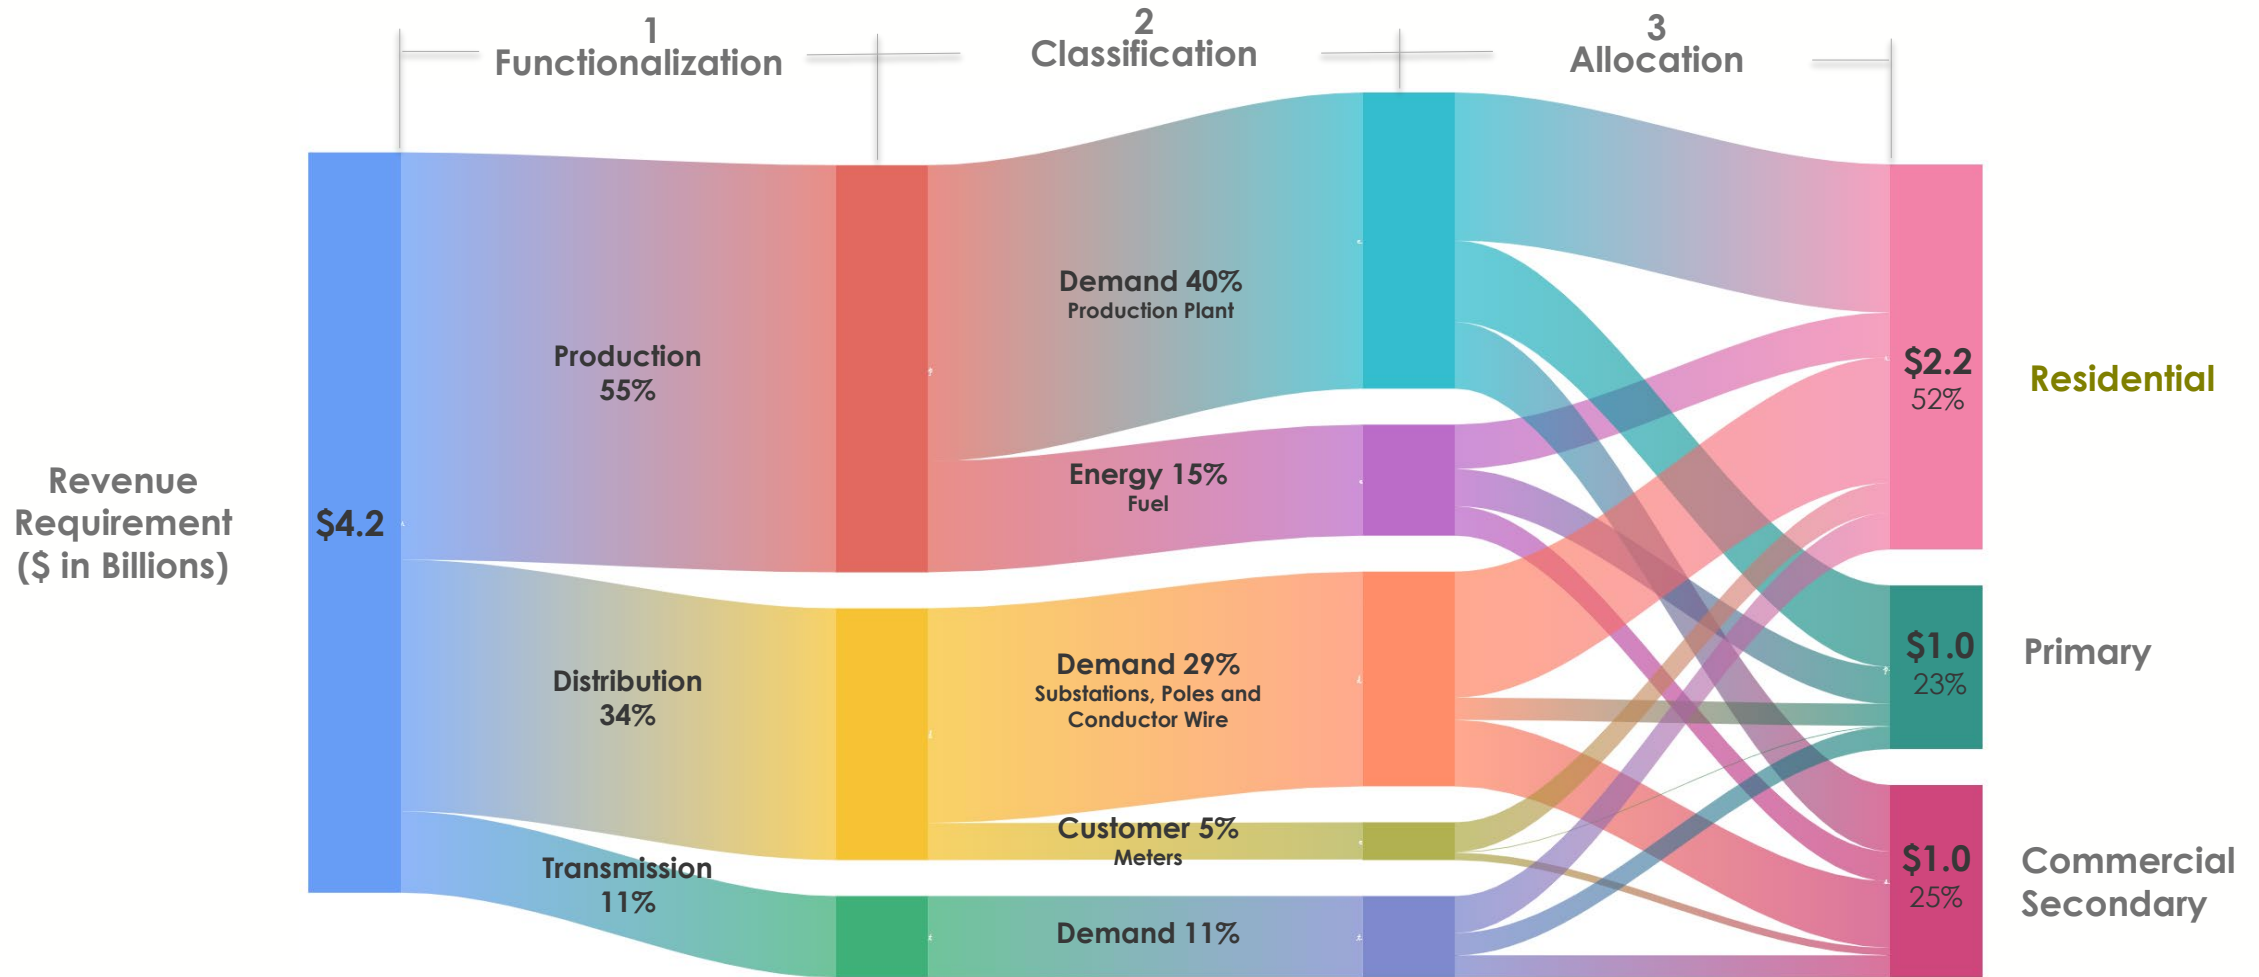 1
Functionalization
2
Classification
3
Allocation
Revenue
Requirement
($ in Billions)
$4.2
Production
55%
Distribution
34%
Transmission
11%
Demand 40%
Production Plant
Energy 15%
Fuel
Demand 29%
Substations, Poles and
Conductor Wire
Customer 5%
Meters
Demand 11%
$2.2
52%
Residential
$1.0
23%
Primary
$1.0
25%
Commercial
Secondary